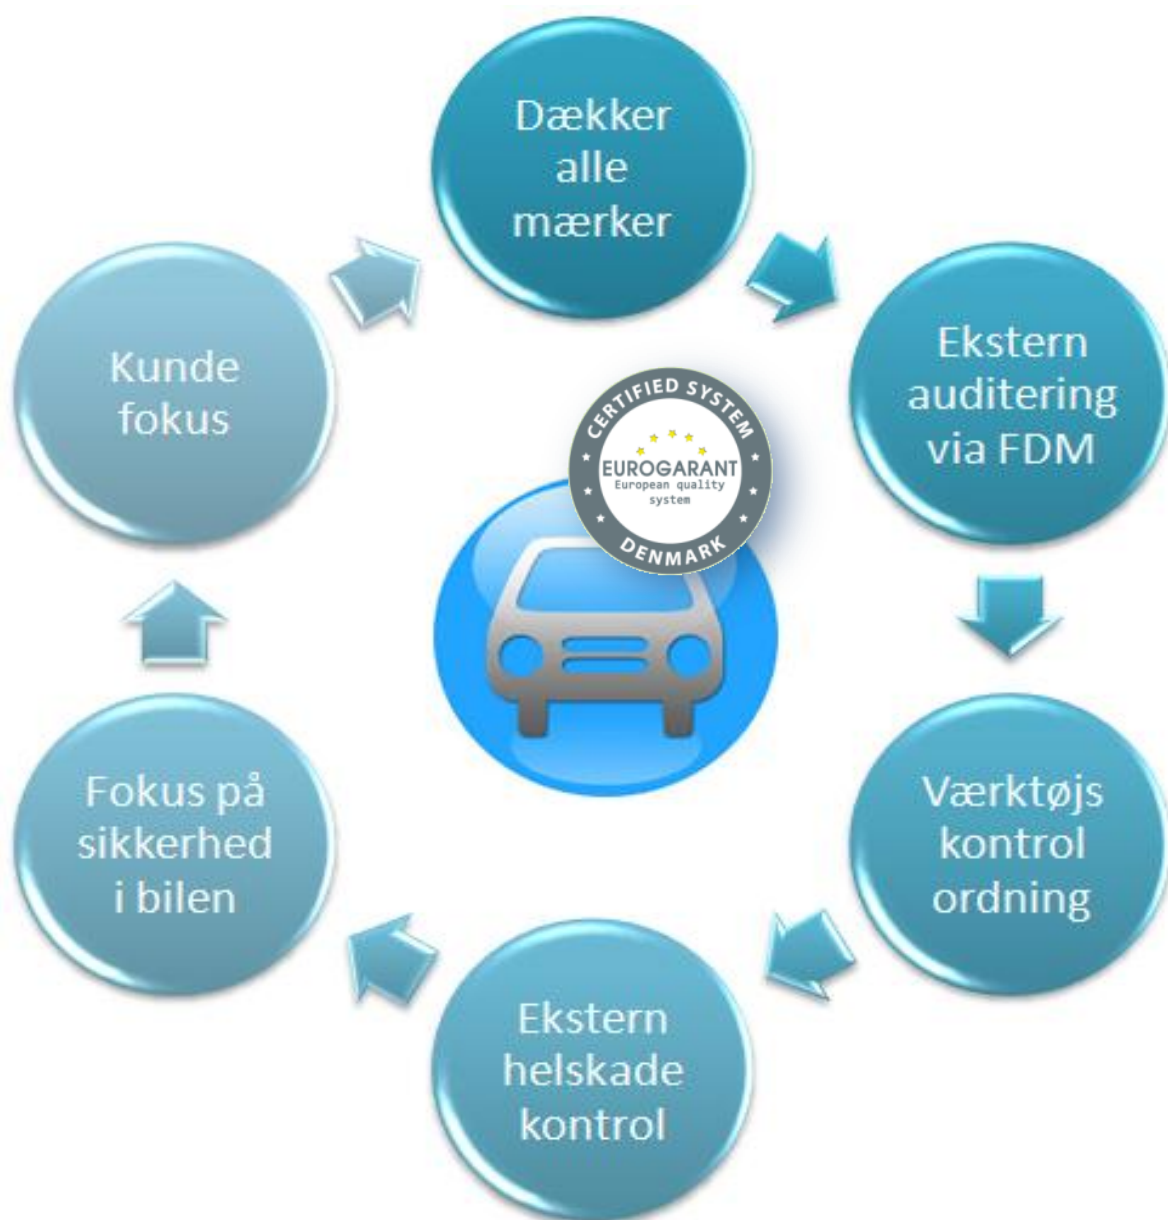 Dækker
alle
mærker
Ekstern
auditering
via FDM
Værktøjs
kontrol
ordning
Ekstern
helskade
kontrol
Fokus på
sikkerhed
i bilen
Kunde
fokus
CERTIFIED SYSTEM
EUROGARANT
European quality
system
DENMARK